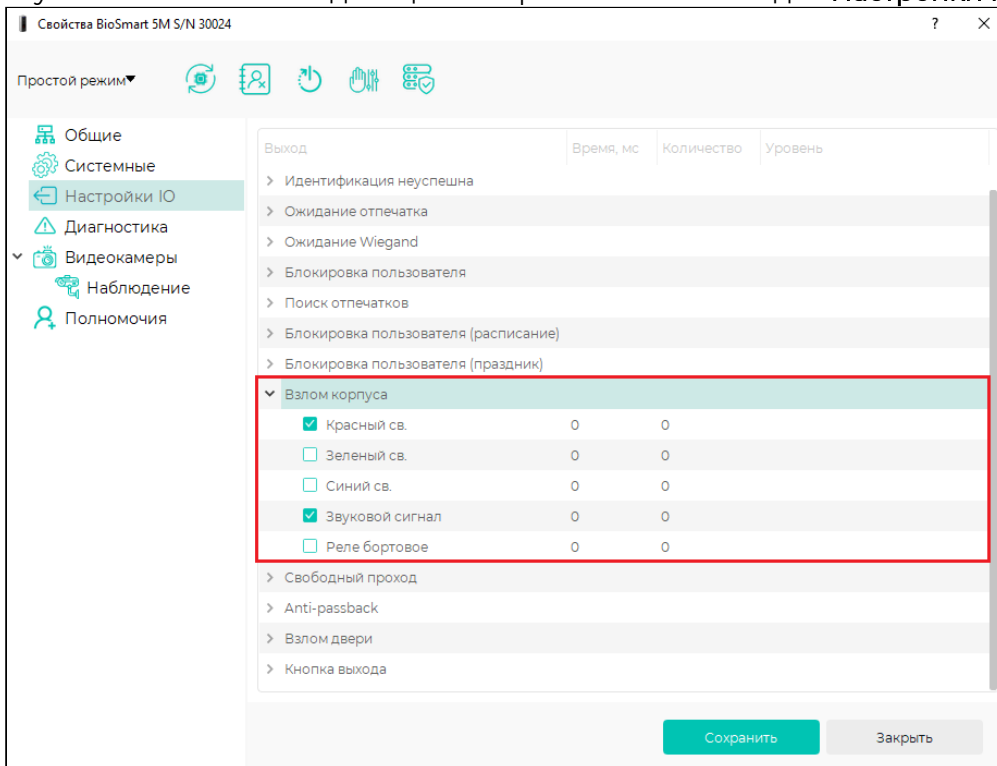 Настройки
Свойства BioSmart 5M S/N 30024 ?
Простой режим
Общие
Системные
Настройки IO
Диагностика
Видеокамеры
Наблюдение
Полномочия
Выход Время, мс Количество Уровень
Идентификация неуспешна
Ожидание отпечатка
Ожидание Wiegand
Блокировка пользователя
Поиск отпечатков
Блокировка пользователя (расписание)
Блокировка пользователя (праздник)
Взлом корпуса
Красный св. 0 0
Зеленый св. 0 0
Синий св. 0 0
Звуковой сигнал 0 0
Реле бортовое 0 0
Свободный проход
Anti-passback
Взлом двери
Кнопка выхода
Сохранить Закрыть